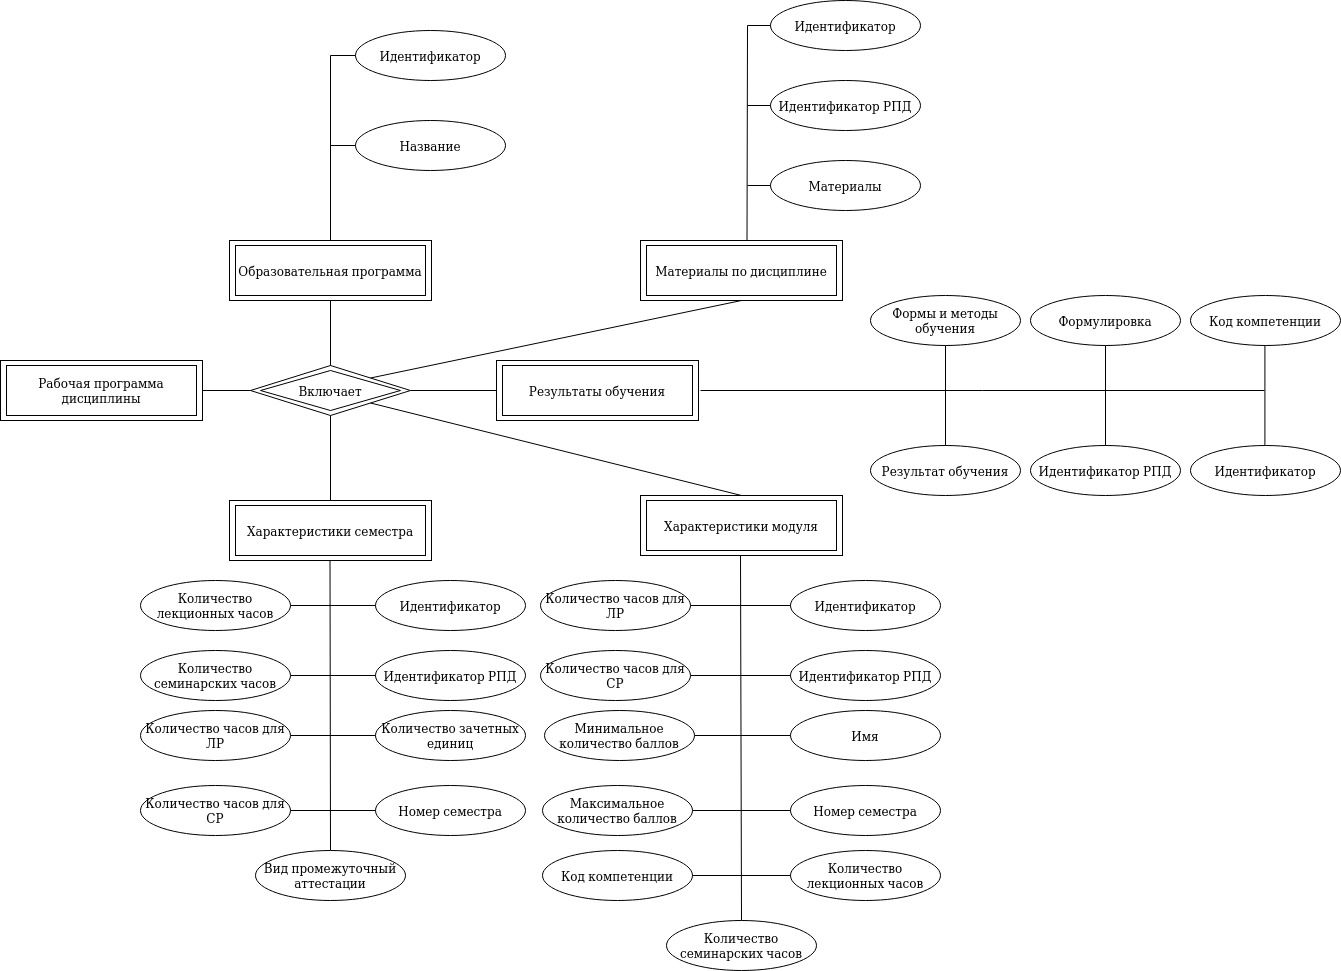 Идентификатор
Название
Идентификатор
Идентификатор РПД
Материалы
Образовательная программа
Материалы по дисциплине
Формы и методы
обучения
Формулировка
Код компетенции
Рабочая программа
дисциплины
Включает
Результаты обучения
Результат обучения
Идентификатор РПД
Идентификатор
Характеристики семестра
Характеристики модуля
Количество
лекционных часов
Идентификатор
Количество
семинарских часов
Идентификатор РПД
Количество часов для
ЛР
Количество зачетных
единиц
Количество часов для
СР
Номер семестра
Вид промежуточный
аттестации
Количество часов для
ЛР
Идентификатор
Количество часов для
СР
Идентификатор РПД
Минимальное
количество баллов
Имя
Максимальное
количество баллов
Номер семестра
Код компетенции
Количество
лекционных часов
Количество
семинарских часов